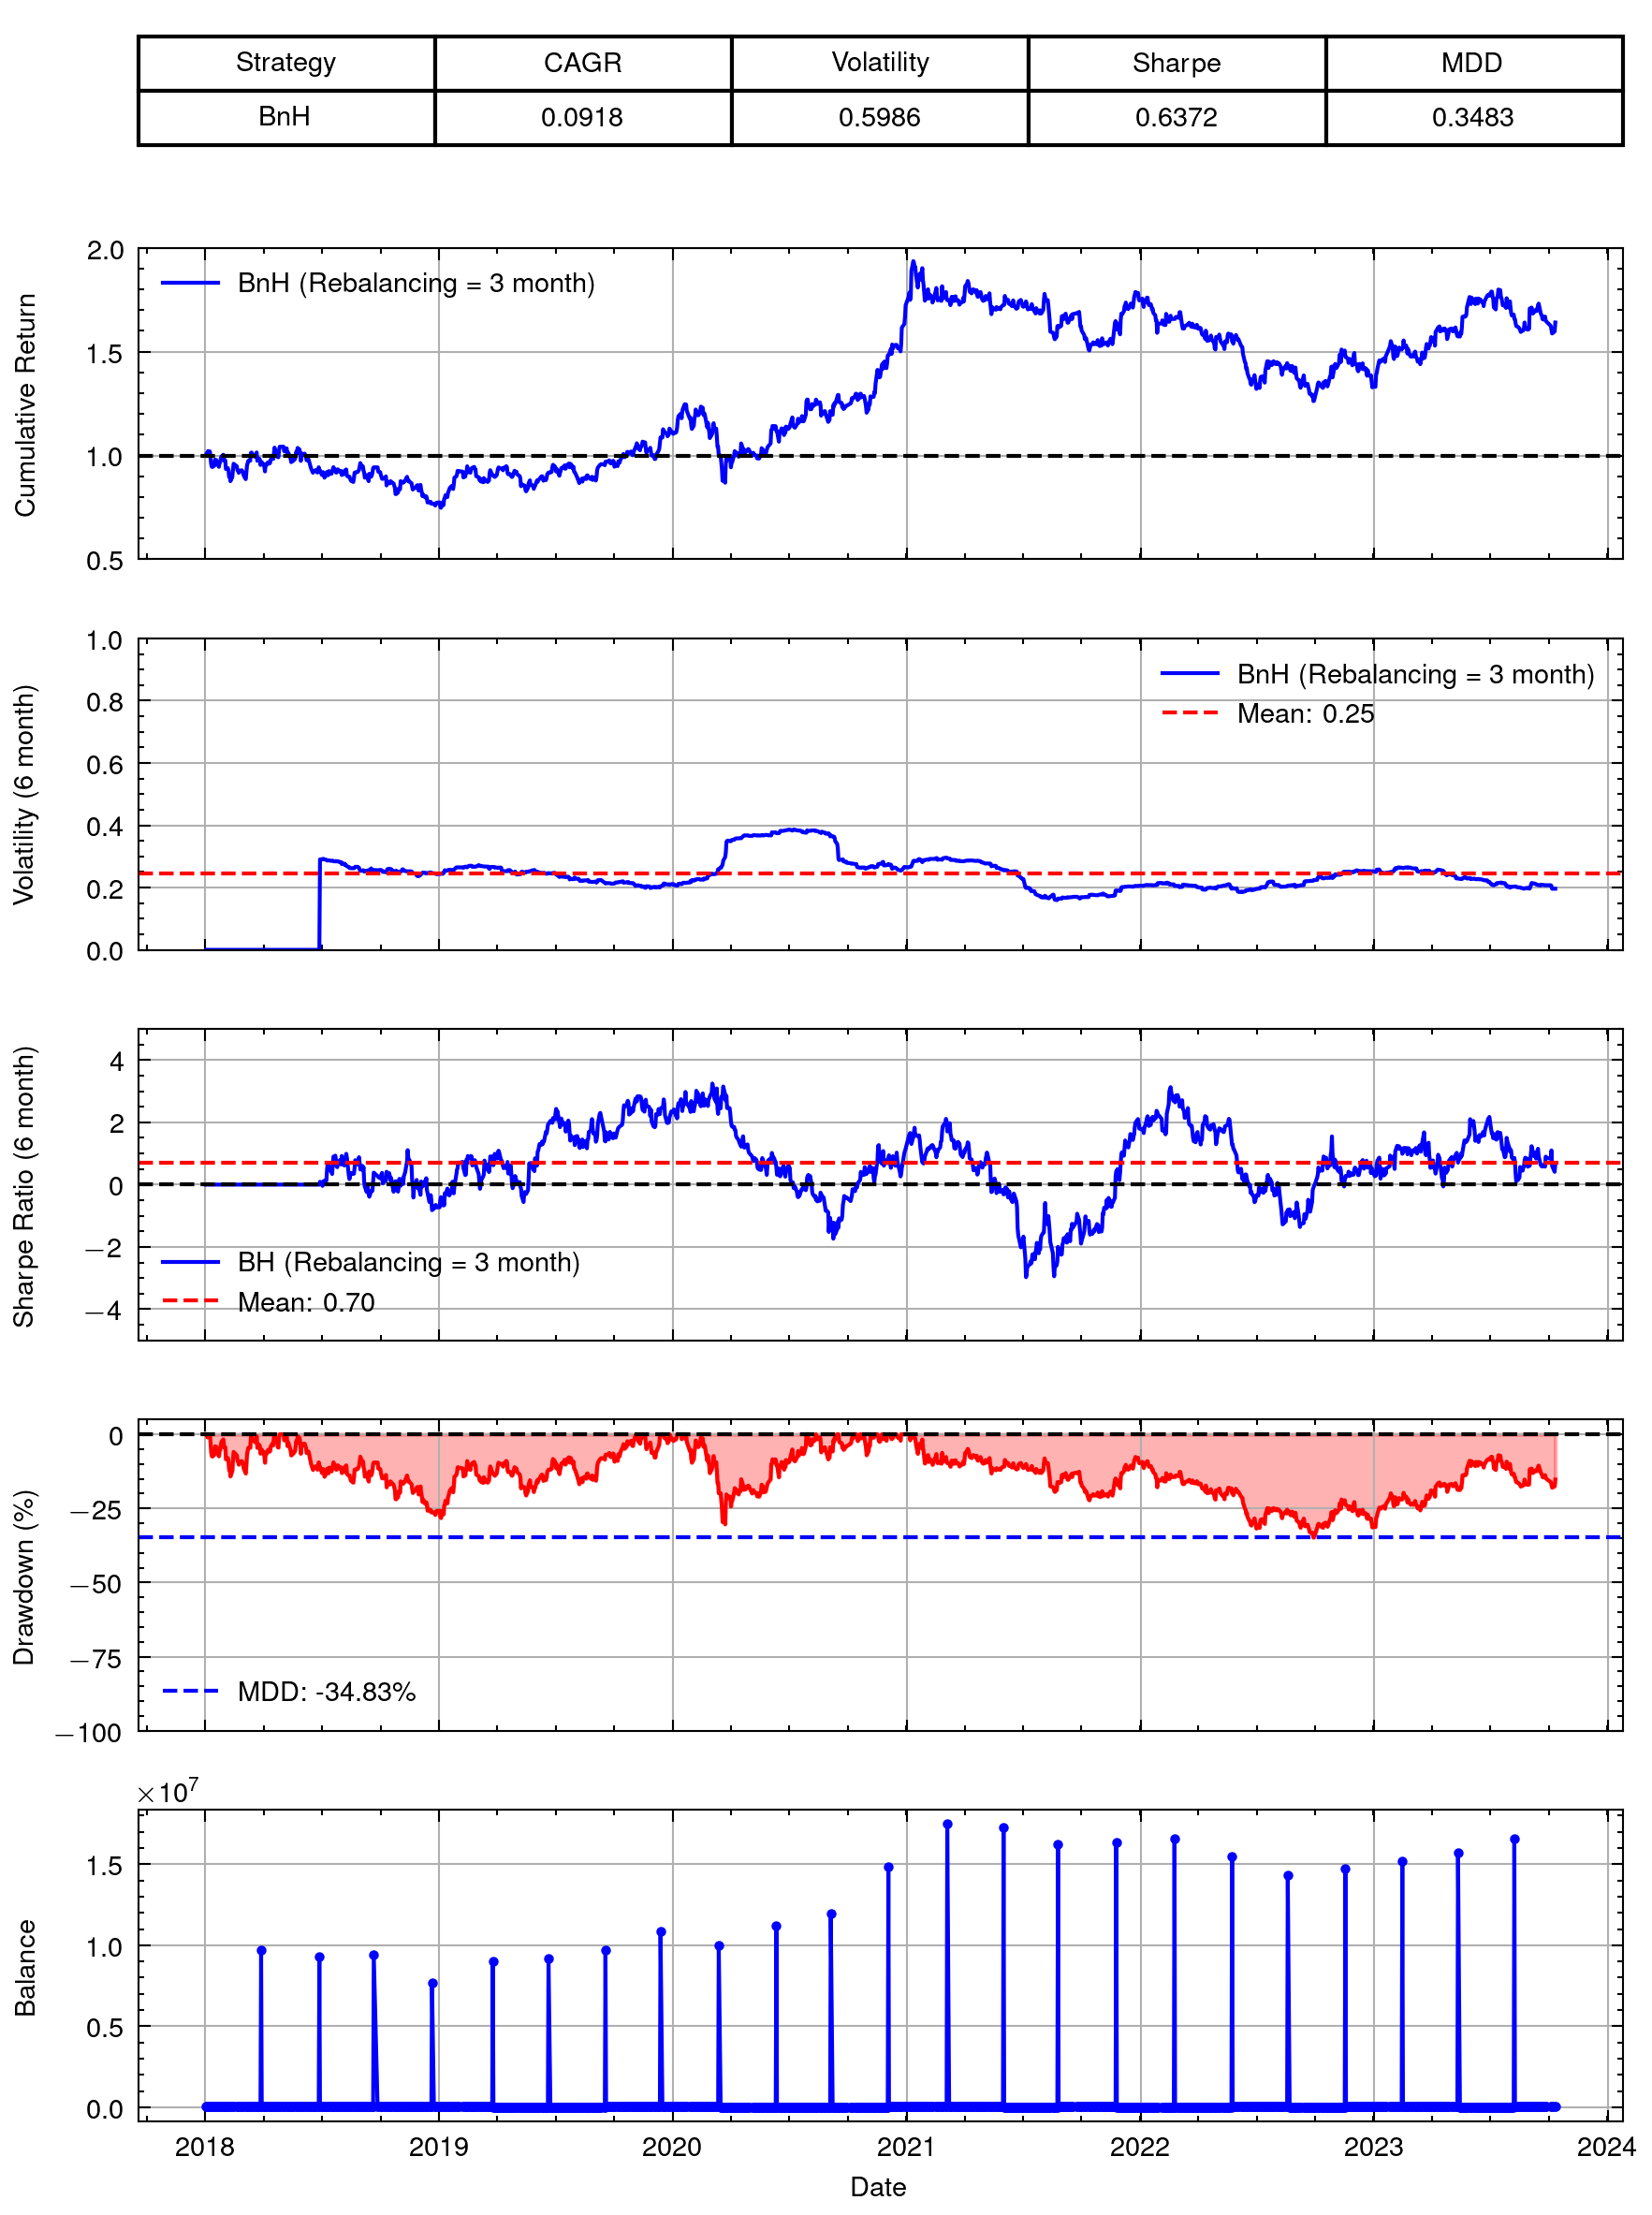 Strategy CAGR Volatility Sharpe MDD
BnH 0.0918 0.5986 0.6372 0.3483
2.0
1.5
1.0
0.5
Cumulative Return
BnH (Rebalancing = 3 month)
1.0
0.8
0.6
0.4
0.2
0.0
Volatility (6 month)
BnH (Rebalancing = 3 month)
Mean: 0.25
4
2
0
−2
−4
Sharpe Ratio (6 month)
BH (Rebalancing = 3 month)
Mean: 0.70
0
−25
−50
−75
−100
Drawdown (%)
MDD: -34.83%
×10⁷
1.5
1.0
0.5
0.0
Balance
2018 2019 2020 2021 2022 2023 2024
Date